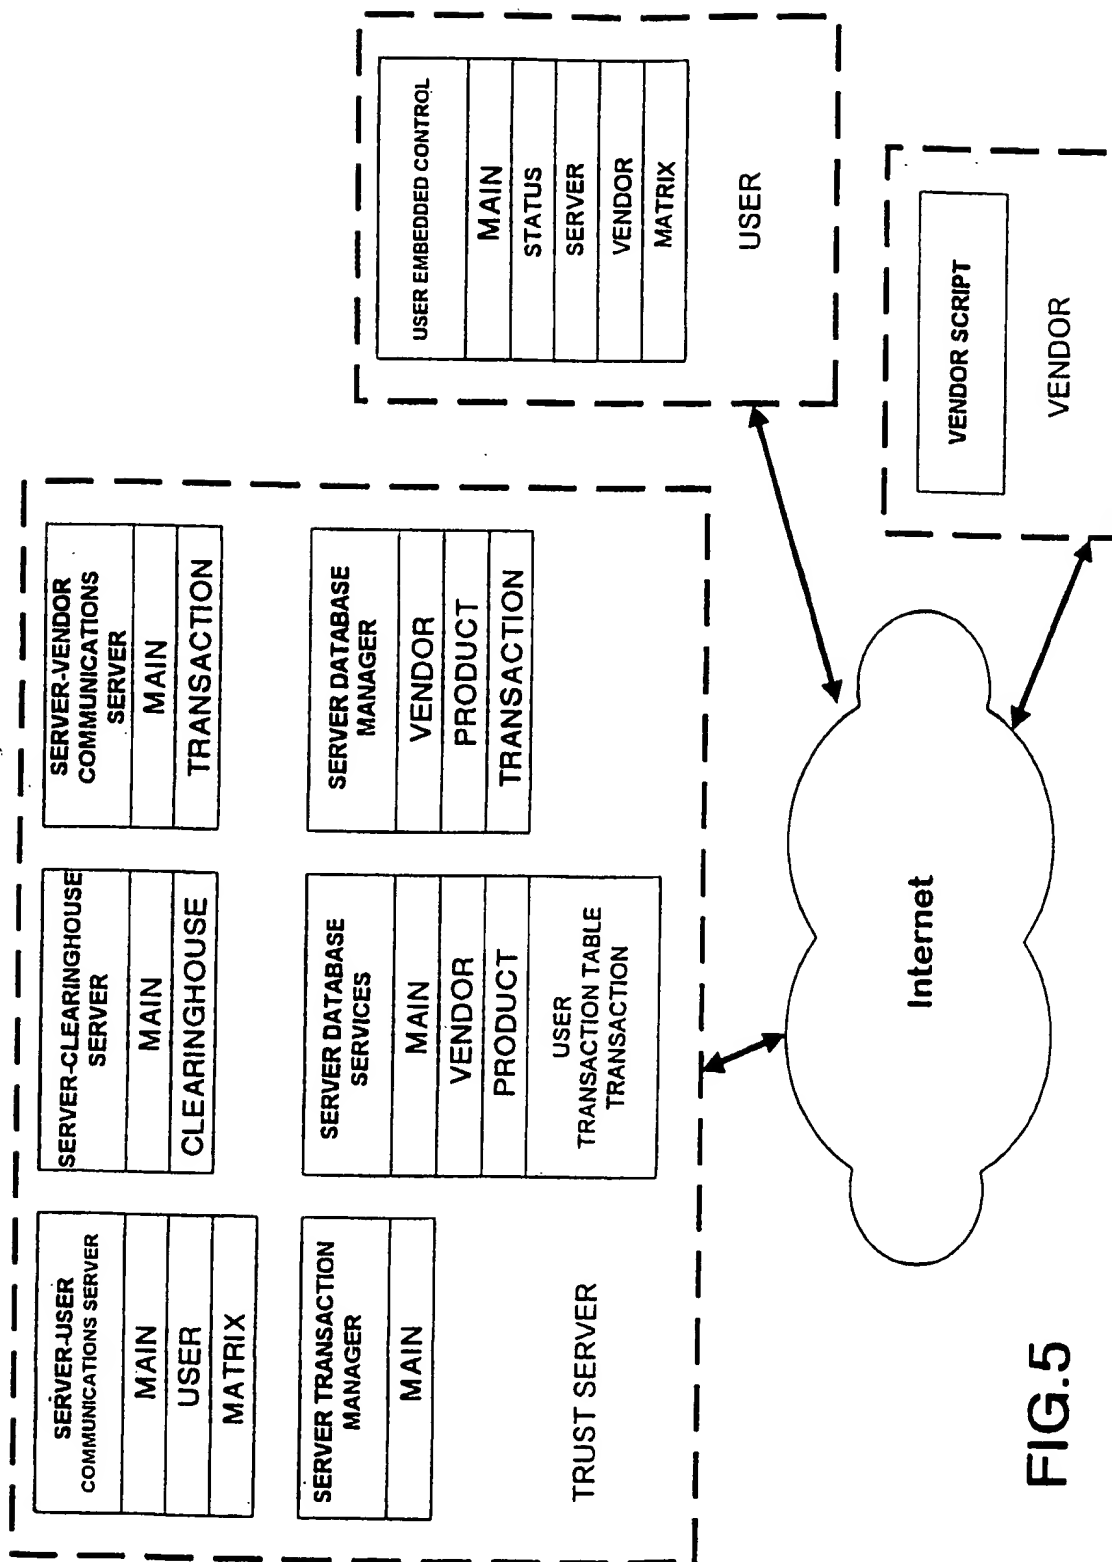 SERVER-USER
COMMUNICATIONS SERVER
MAIN
USER
MATRIX
SERVER-CLEARINGHOUSE
SERVER
MAIN
CLEARINGHOUSE
SERVER-VENDOR
COMMUNICATIONS
SERVER
MAIN
TRANSACTION
SERVER TRANSACTION
MANAGER
MAIN
SERVER DATABASE
SERVICES
MAIN
VENDOR
PRODUCT
USER
TRANSACTION TABLE
TRANSACTION
SERVER DATABASE
MANAGER
VENDOR
PRODUCT
TRANSACTION
TRUST SERVER
USER EMBEDDED CONTROL
MAIN
STATUS
SERVER
VENDOR
MATRIX
USER
Internet
VENDOR SCRIPT
VENDOR
FIG.5